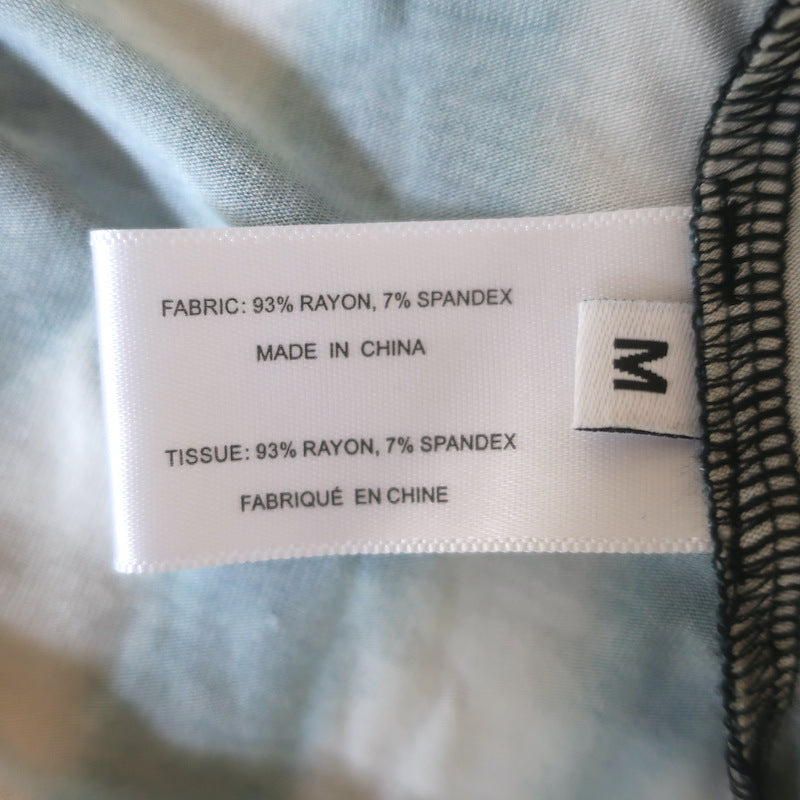 FABRIC: 93% RAYON, 7% SPANDEX
MADE IN CHINA
M
TISSUE: 93% RAYON, 7% SPANDEX
FABRIQUÉ EN CHINE